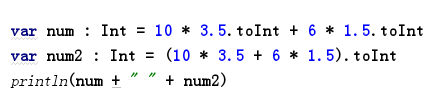 var num : Int = 10 * 3.5.toInt + 6 * 1.5.toInt
var num2 : Int = (10 * 3.5 + 6 * 1.5).toInt
println(num + " " + num2)